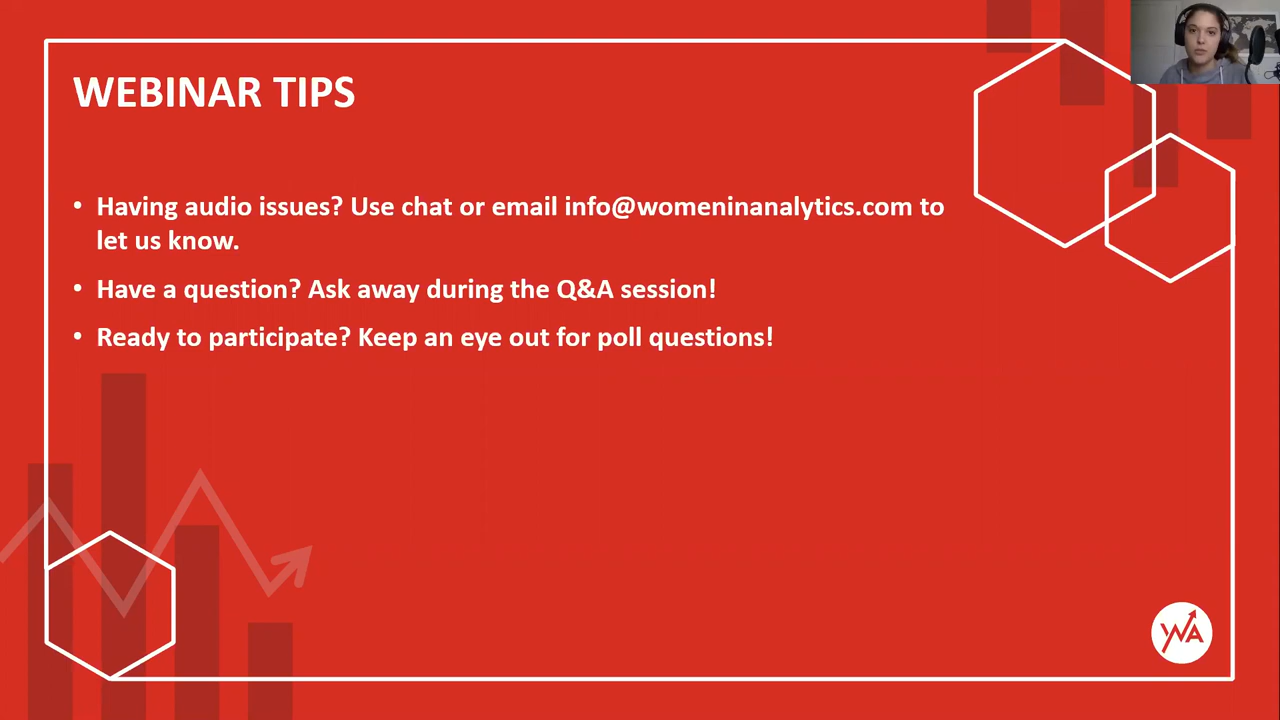 WEBINAR TIPS
• Having audio issues? Use chat or email info@womeninanalytics.com to
let us know.
• Have a question? Ask away during the Q&A session!
• Ready to participate? Keep an eye out for poll questions!
WA